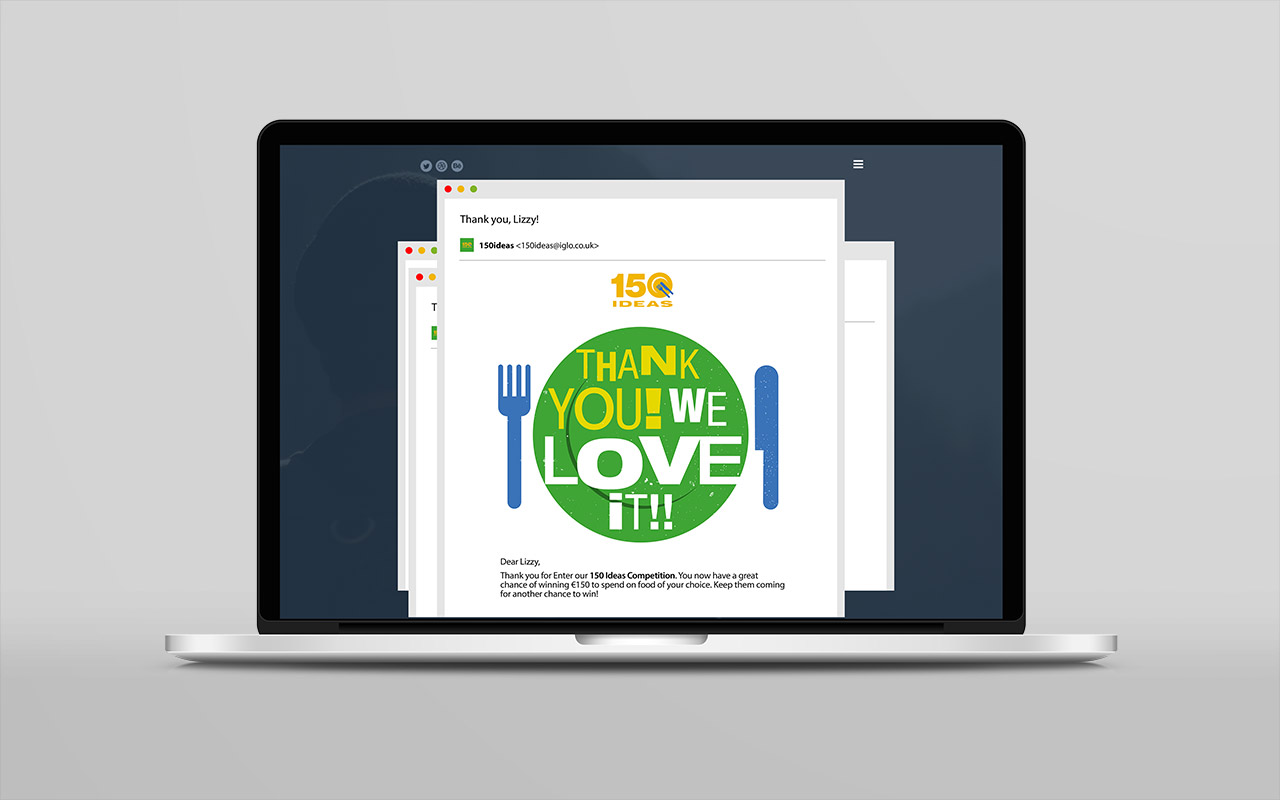 Thank you, Lizzy!
150ideas <150ideas@iglo.co.uk>
150
IDEAS
THANK
YOU! WE
LOVE
iT!!
Dear Lizzy,
Thank you for Enter our 150 Ideas Competition. You now have a great
chance of winning €150 to spend on food of your choice. Keep them coming
for another chance to win!